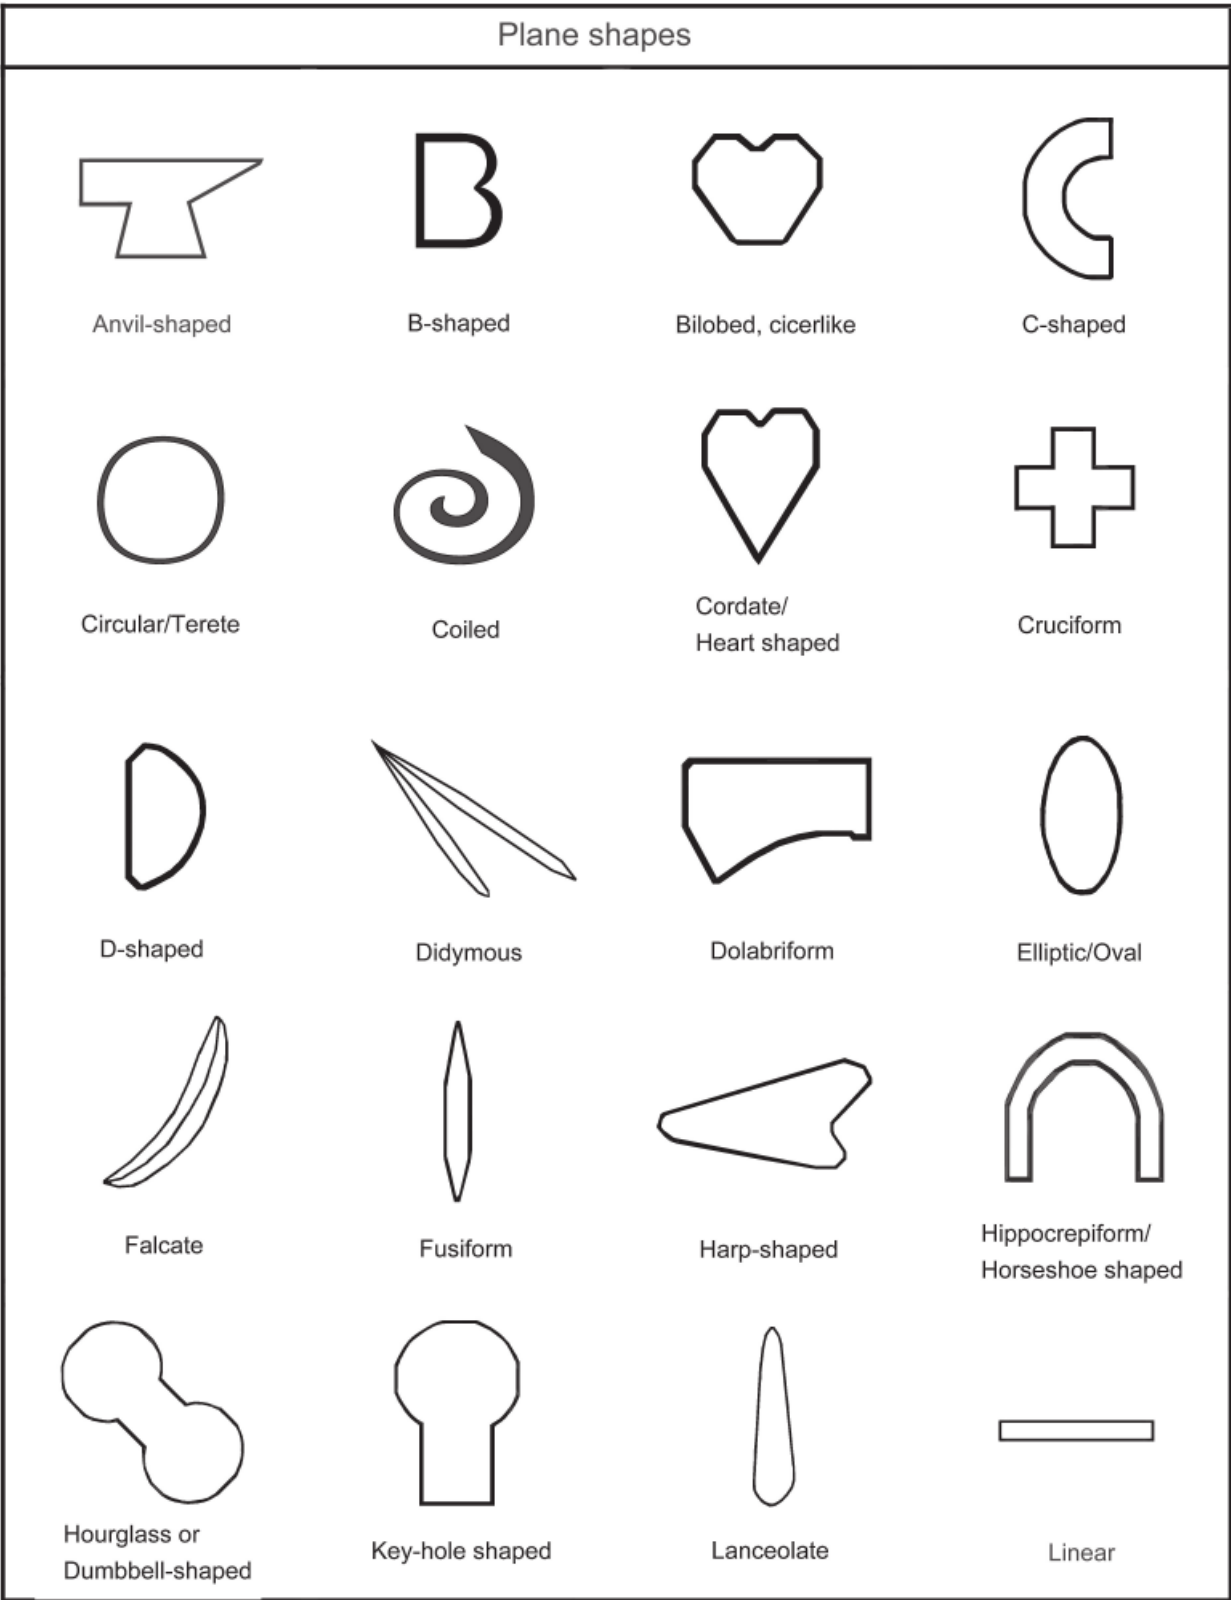 Plane shapes
Anvil-shaped
B-shaped
Bilobed, cicerlike
C-shaped
Circular/Terete
Coiled
Cordate/
Heart shaped
Cruciform
D-shaped
Didymous
Dolabriform
Elliptic/Oval
Falcate
Fusiform
Harp-shaped
Hippocrepiform/
Horseshoe shaped
Hourglass or
Dumbbell-shaped
Key-hole shaped
Lanceolate
Linear